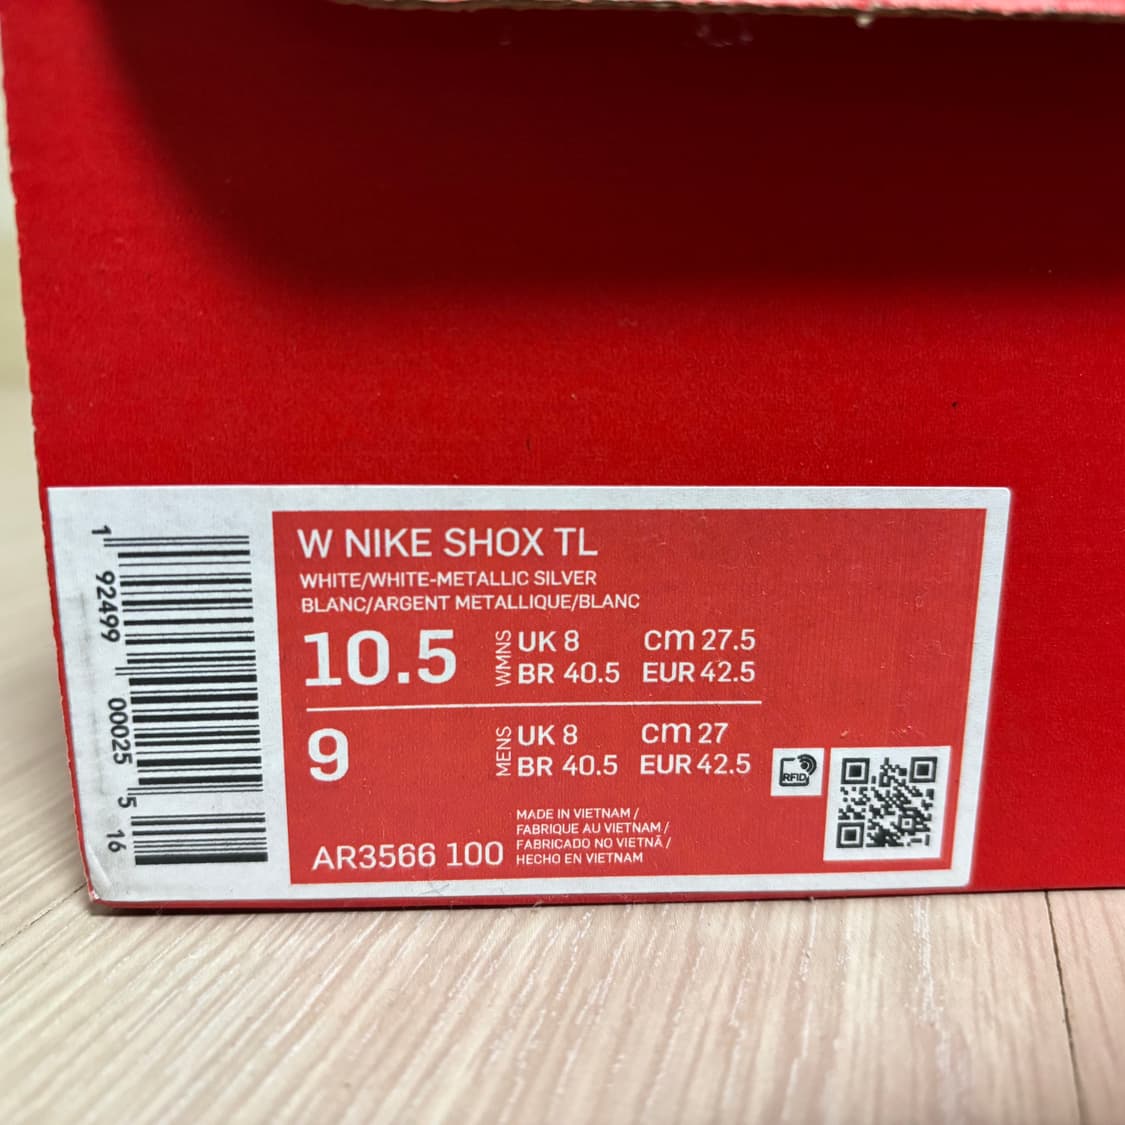 1 92499 00025 5 16
W NIKE SHOX TL
WHITE/WHITE-METALLIC SILVER
BLANC/ARGENT METALLIQUE/BLANC
10.5 WMNS UK 8 cm 27.5
BR 40.5 EUR 42.5
9 MENS UK 8 cm 27
BR 40.5 EUR 42.5
RFID
MADE IN VIETNAM /
FABRIQUE AU VIETNAM /
FABRICADO NO VIETNÃ /
HECHO EN VIETNAM
AR3566 100